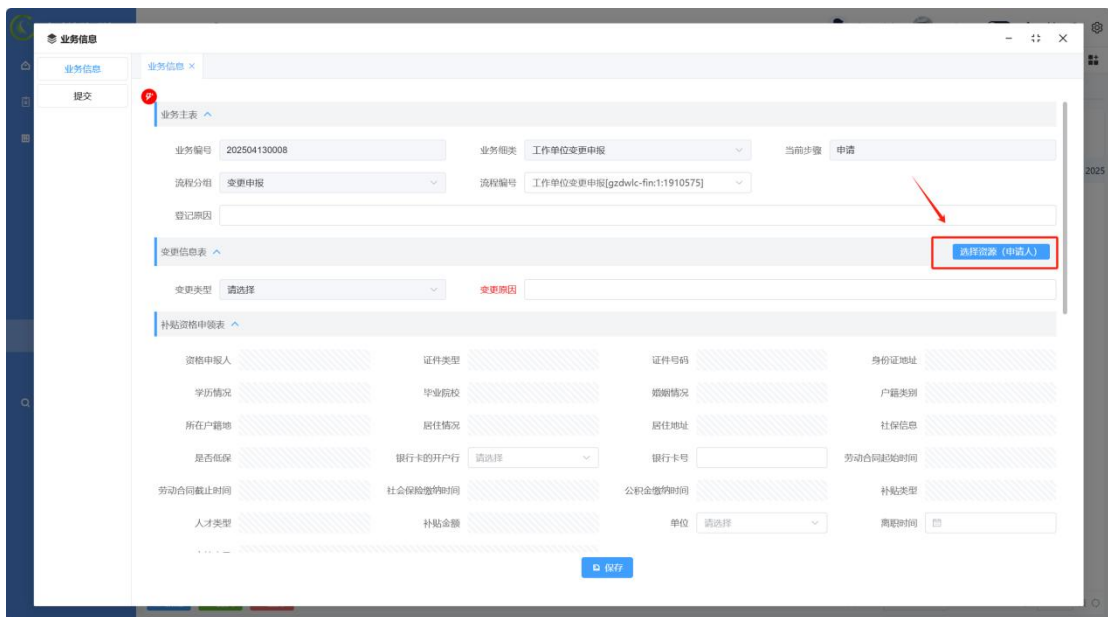 业务信息
业务信息
提交
业务信息 ×
业务主表
业务编号 202504130008 业务细类 工作单位变更申报 当前步骤 申请
2025
流程分组 变更申报 流程编号 工作单位变更申报[gzdwlc-fin:1:1910575]
登记原因
变更信息表 选择资源（申请人）
变更类型 请选择 变更原因
补贴资格申领表
资格申报人 证件类型 证件号码 身份证地址
学历情况 毕业院校 婚姻情况 户籍类别
所在户籍地 居住情况 居住地址 社保信息
是否低保 银行卡的开户行 请选择 银行卡号 劳动合同起始时间
劳动合同截止时间 社会保险缴纳时间 公积金缴纳时间 补贴类型
人才类型 补贴金额 单位 请选择 离职时间
保存